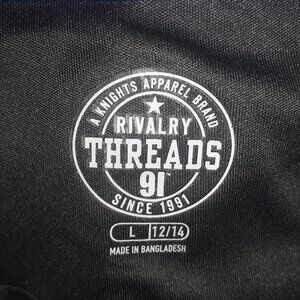 A KNIGHTS APPAREL BRAND
RIVALRY
THREADS
91™
SINCE 1991
L 12/14
MADE IN BANGLADESH